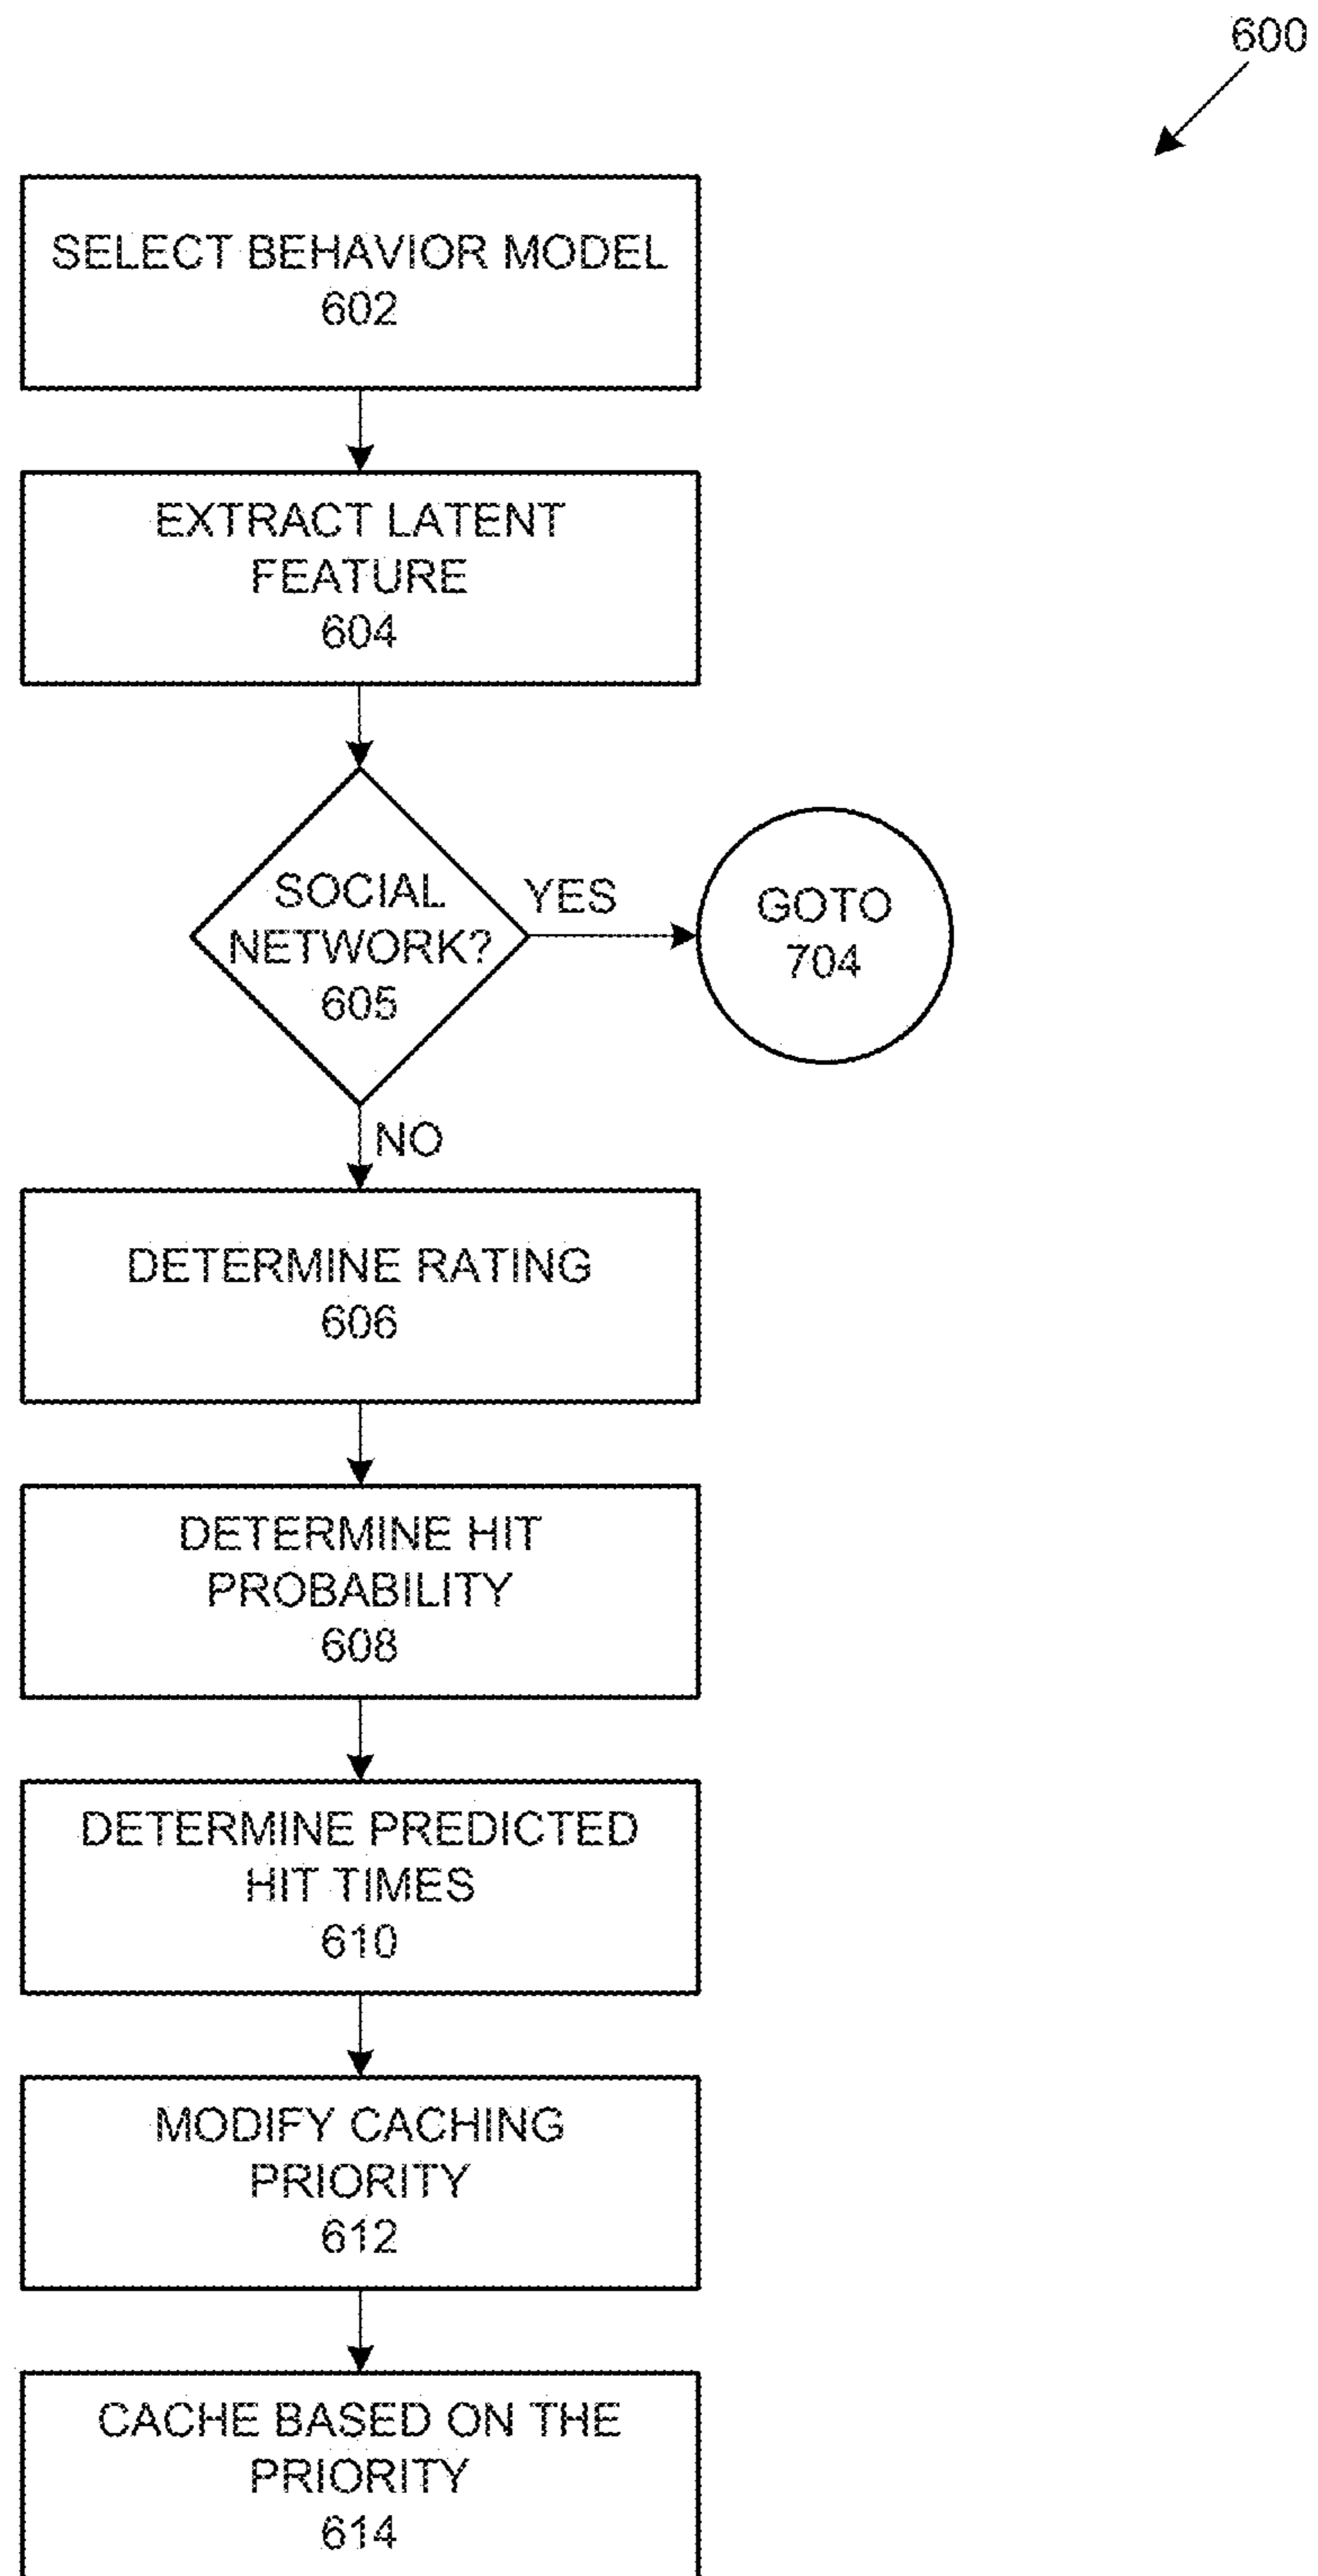 600
SELECT BEHAVIOR MODEL
602
EXTRACT LATENT
FEATURE
604
SOCIAL
NETWORK?
605
YES
GOTO
704
NO
DETERMINE RATING
606
DETERMINE HIT
PROBABILITY
608
DETERMINE PREDICTED
HIT TIMES
610
MODIFY CACHING
PRIORITY
612
CACHE BASED ON THE
PRIORITY
614